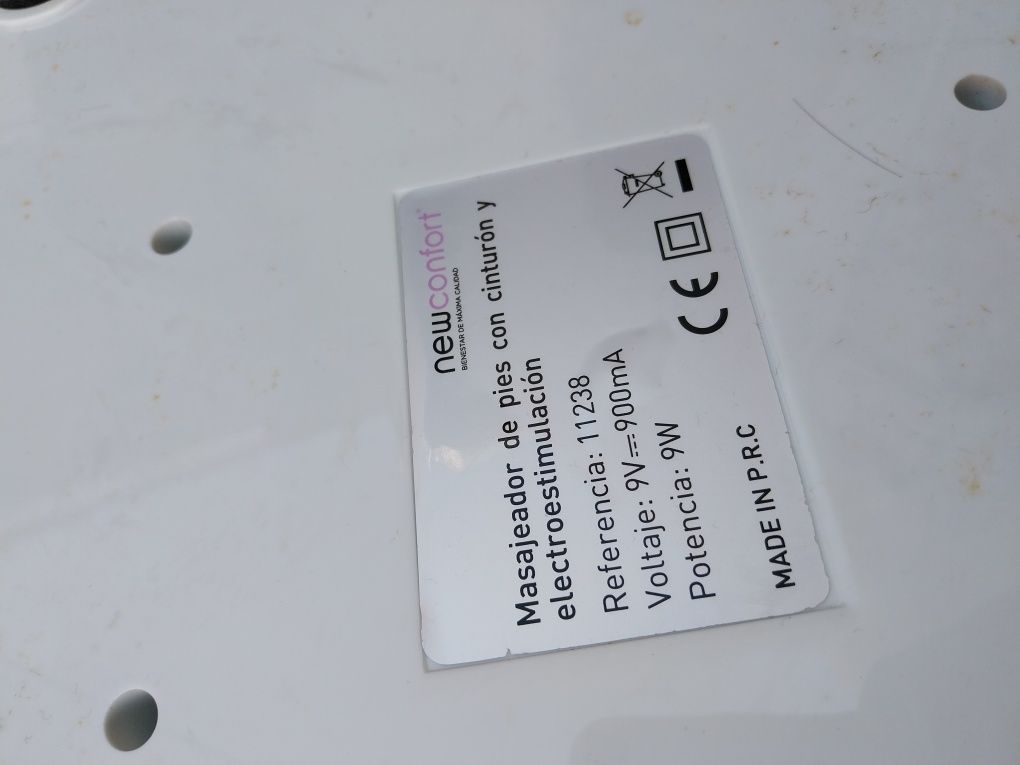 newconfort
BIENESTAR DE MÁXIMA CALIDAD
Masajeador de pies con cinturón y
electroestimulación
Referencia: 11238
Voltaje: 9V⎓900mA
Potencia: 9W
MADE IN P.R.C
CE